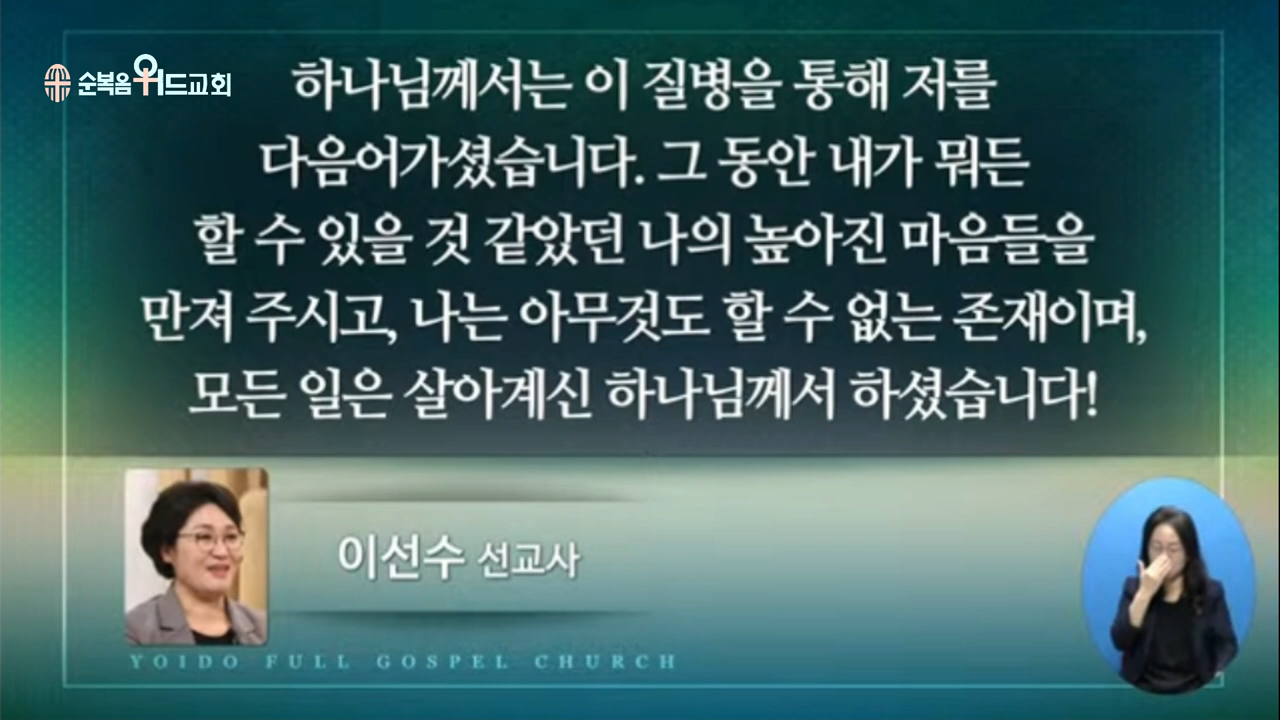 순복음위드교회
하나님께서는 이 질병을 통해 저를
다음어가셨습니다. 그 동안 내가 뭐든
할 수 있을 것 같았던 나의 높아진 마음들을
만져 주시고, 나는 아무것도 할 수 없는 존재이며,
모든 일은 살아계신 하나님께서 하셨습니다!
이선수 선교사
YOIDO FULL GOSPEL CHURCH